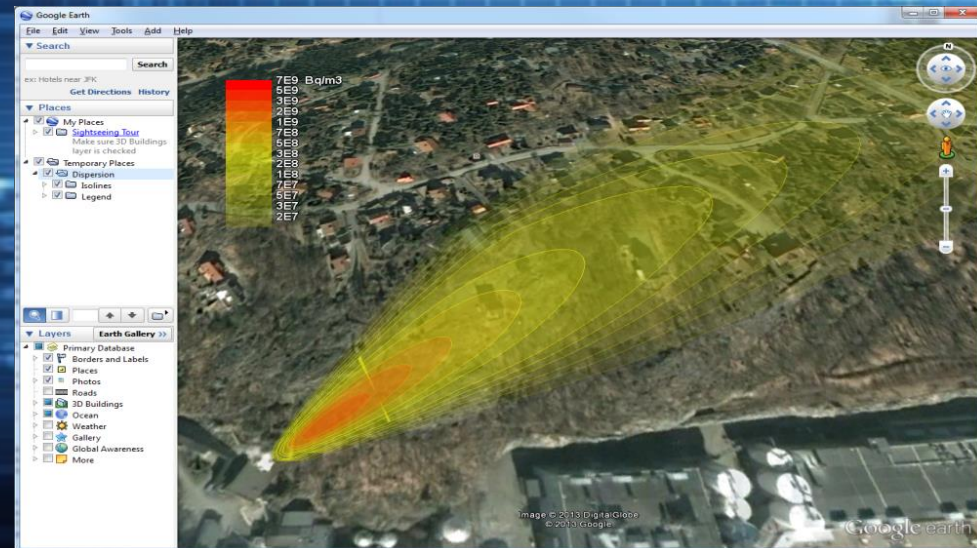 Google Earth
File Edit View Tools Add Help
Search
Search
ex: Hotels near JFK
Get Directions History
Places
My Places
Sightseeing Tour
Make sure 3D Buildings
layer is checked
Temporary Places
Dispersion
Isolines
Legend
Layers
Earth Gallery >>
Primary Database
Borders and Labels
Places
Photos
Roads
3D Buildings
Ocean
Weather
Gallery
Global Awareness
More
7E9 Bq/m3
5E9
3E9
2E9
1E9
7E8
5E8
3E8
2E8
1E8
7E7
5E7
3E7
2E7
N
Image © 2013 DigitalGlobe
© 2013 Google
Google earth